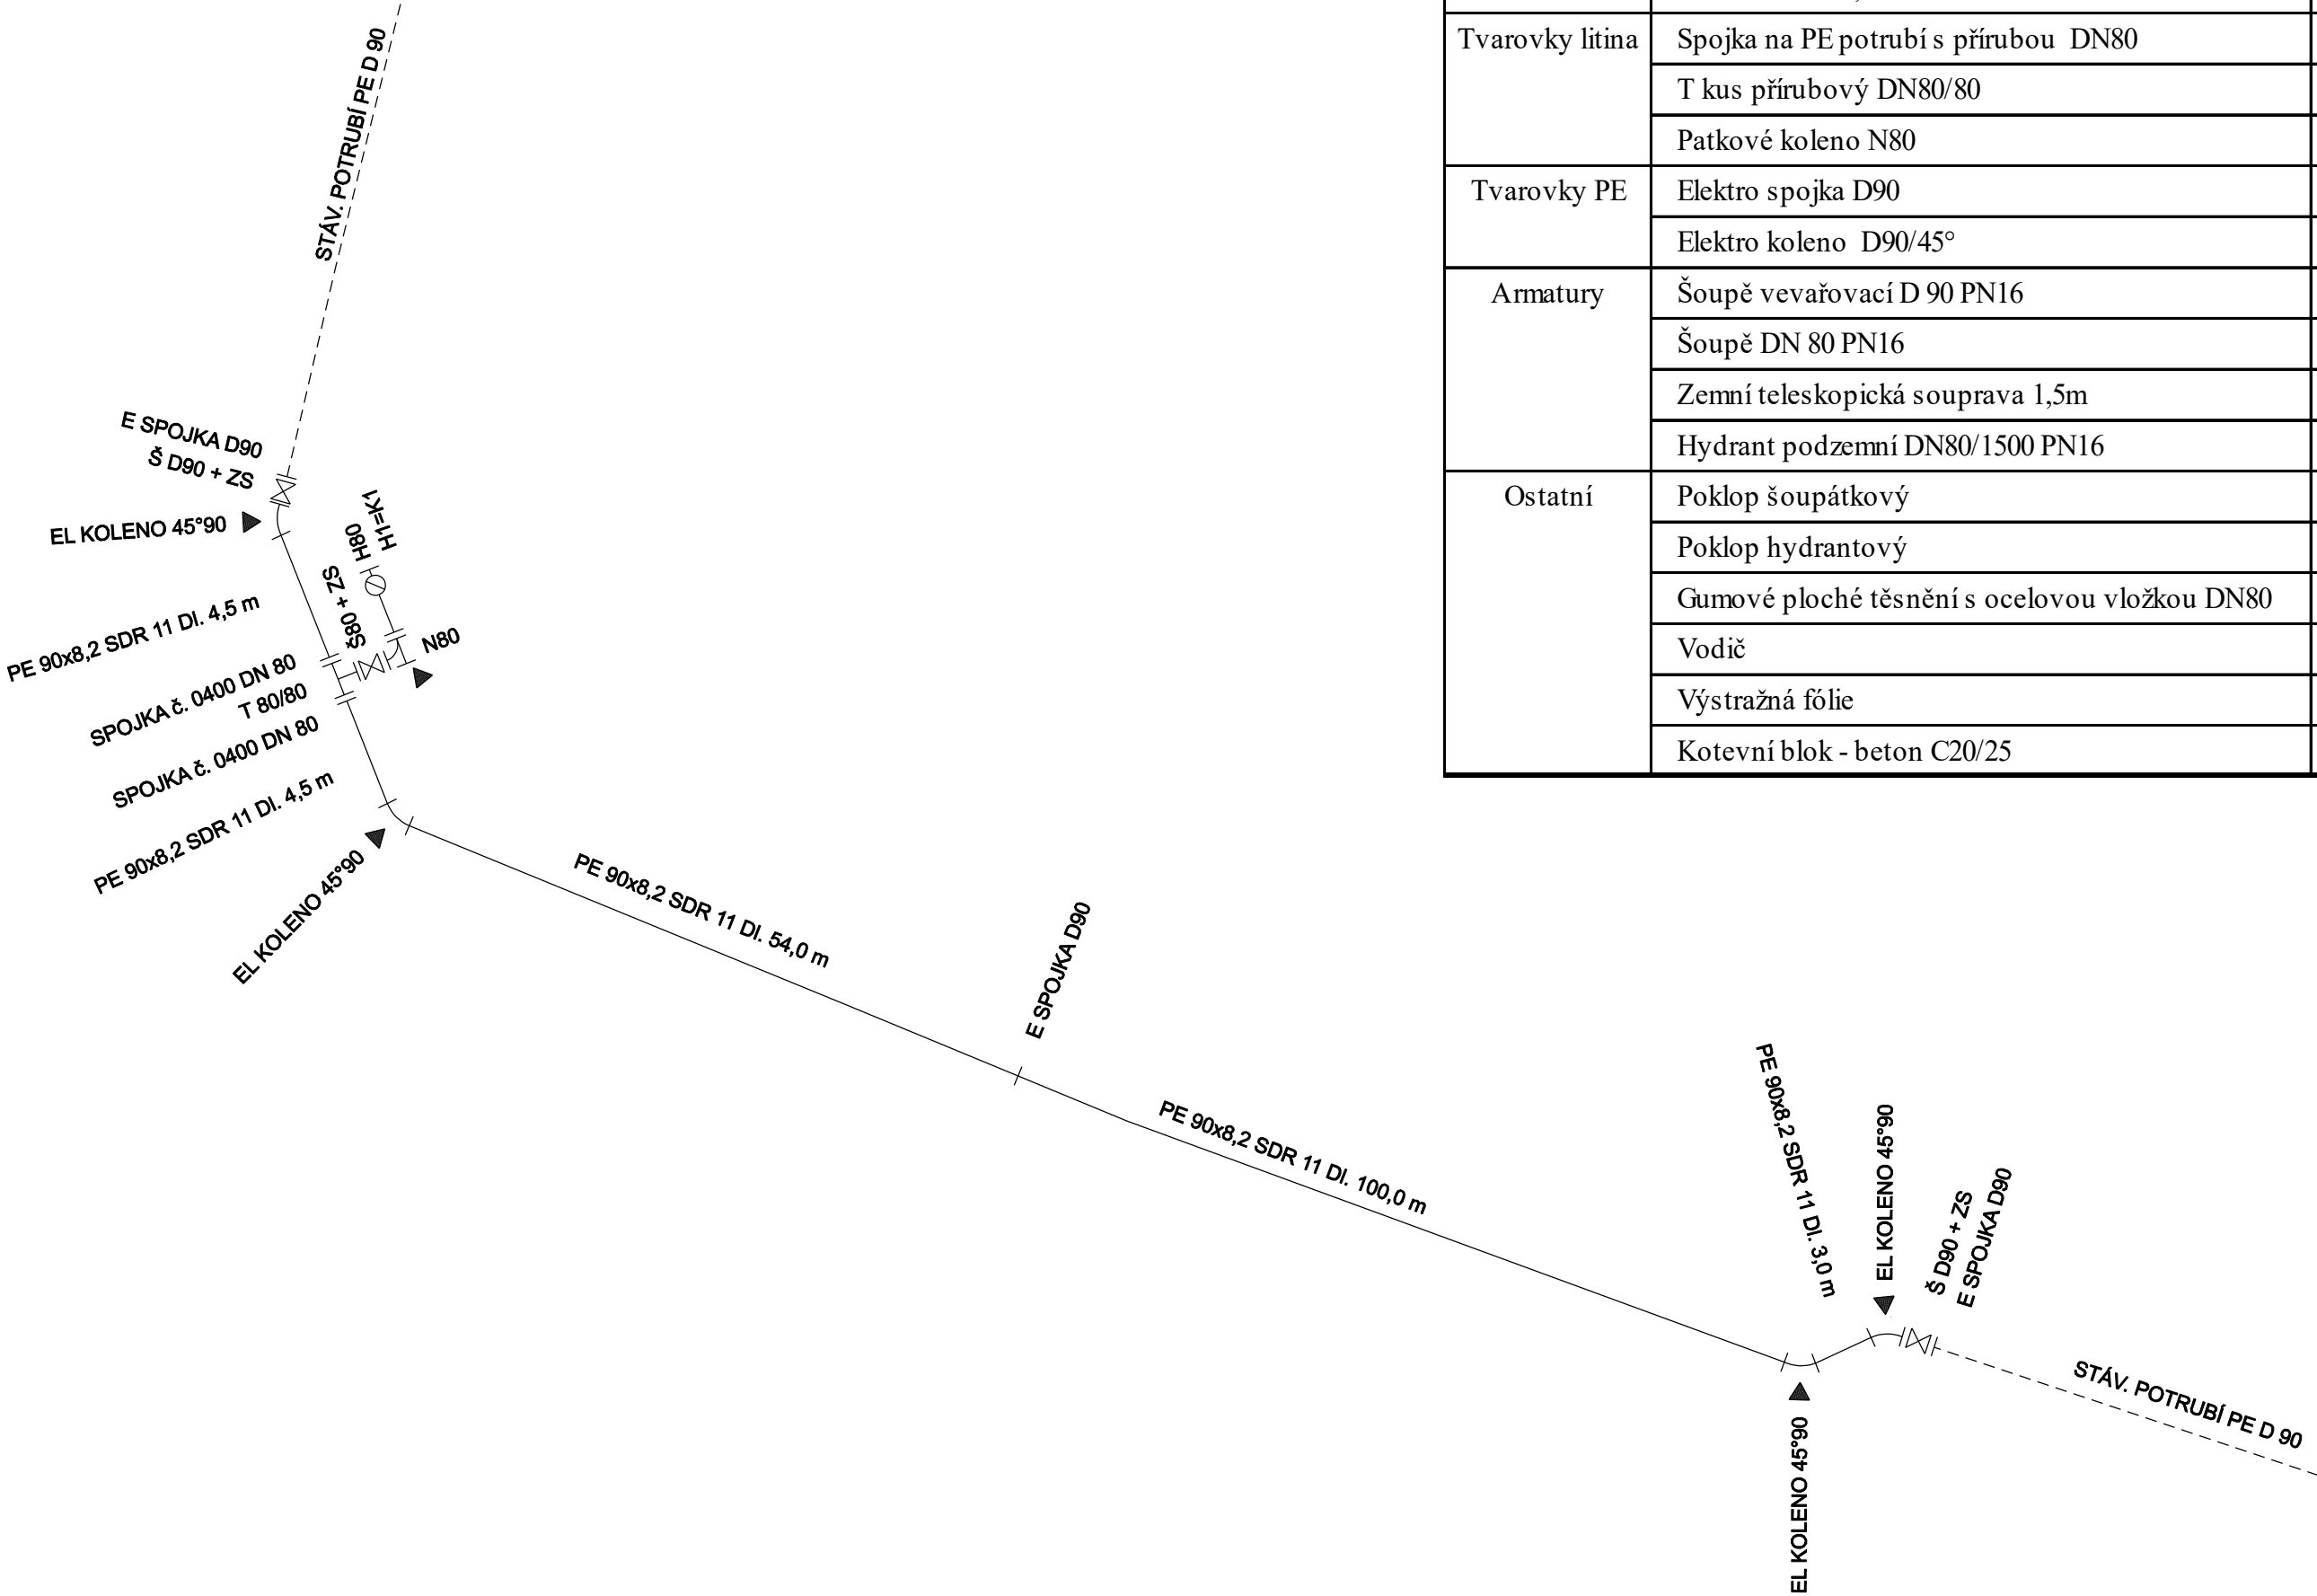 Tvarovky litina
Spojka na PE potrubí s přírubou DN80
T kus přírubový DN80/80
Patkové koleno N80
Tvarovky PE
Elektro spojka D90
Elektro koleno D90/45°
Armatury
Šoupě vevařovací D 90 PN16
Šoupě DN 80 PN16
Zemní teleskopická souprava 1,5m
Hydrant podzemní DN80/1500 PN16
Ostatní
Poklop šoupátkový
Poklop hydrantový
Gumové ploché těsnění s ocelovou vložkou DN80
Vodič
Výstražná fólie
Kotevní blok - beton C20/25
STÁV. POTRUBÍ PE D 90
E SPOJKA D90
Š D90 + ZS
EL KOLENO 45°90
H1=K1
H80
Š80 + ZS
N80
PE 90x8,2 SDR 11 Dl. 4,5 m
SPOJKA č. 0400 DN 80
T 80/80
SPOJKA č. 0400 DN 80
PE 90x8,2 SDR 11 Dl. 4,5 m
EL KOLENO 45°90
PE 90x8,2 SDR 11 Dl. 54,0 m
E SPOJKA D90
PE 90x8,2 SDR 11 Dl. 100,0 m
PE 90x8,2 SDR 11 Dl. 3,0 m
EL KOLENO 45°90
Š D90 + ZS
E SPOJKA D90
EL KOLENO 45°90
STÁV. POTRUBÍ PE D 90